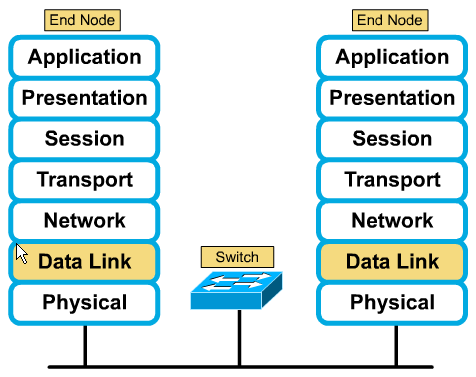 End Node
Application
Presentation
Session
Transport
Network
Data Link
Physical
Switch
End Node
Application
Presentation
Session
Transport
Network
Data Link
Physical